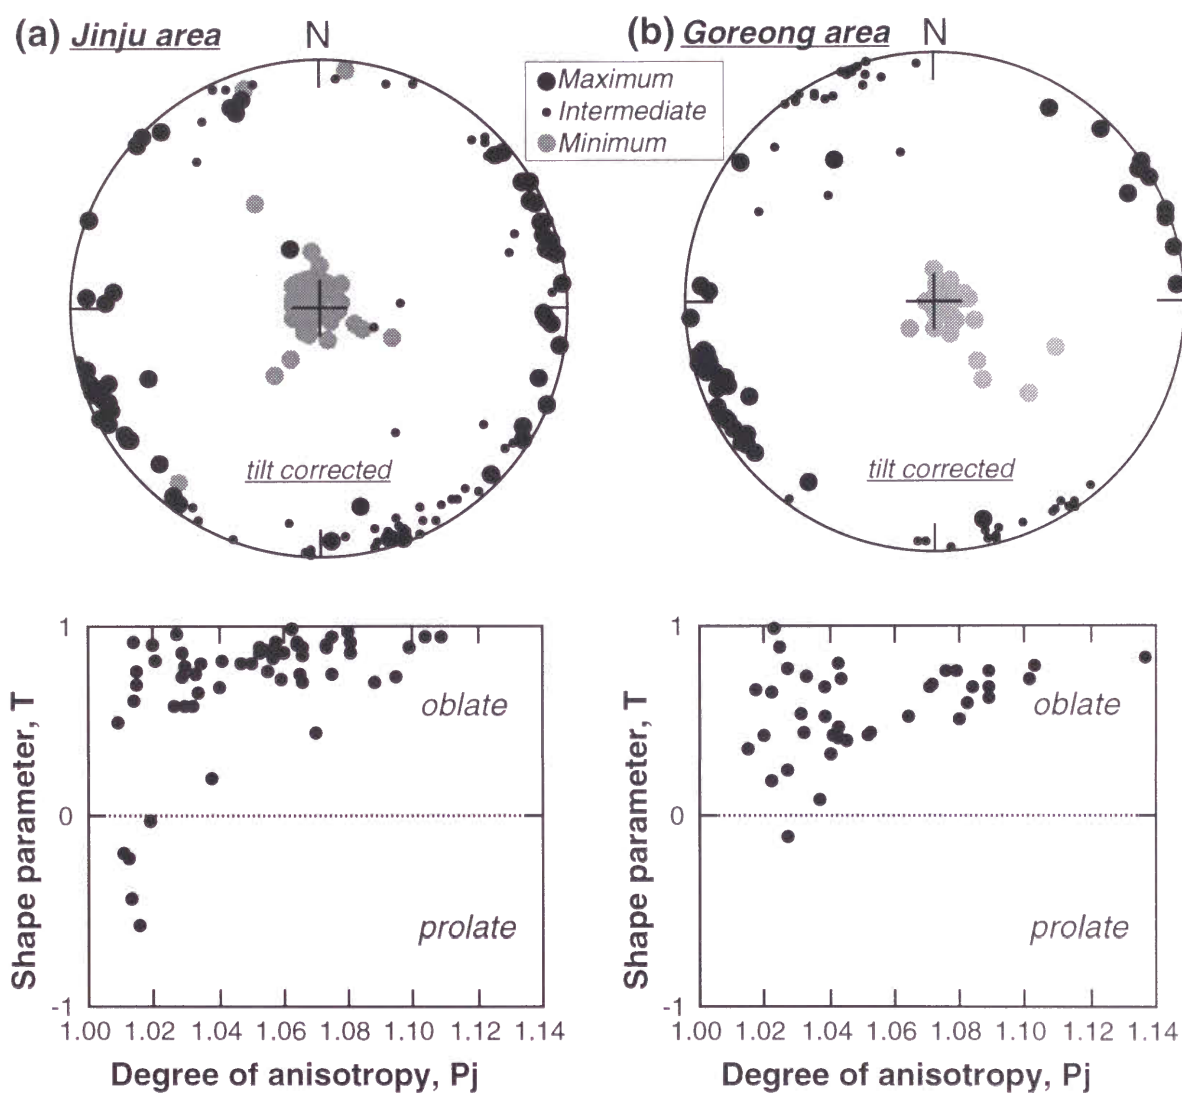 (a) Jinju area
N
(b) Goreong area
N
Maximum
Intermediate
Minimum
tilt corrected
tilt corrected
Shape parameter, T
1
0
-1
oblate
prolate
1.00 1.02 1.04 1.06 1.08 1.10 1.12 1.14
Degree of anisotropy, Pj
Shape parameter, T
1
0
-1
oblate
prolate
1.00 1.02 1.04 1.06 1.08 1.10 1.12 1.14
Degree of anisotropy, Pj